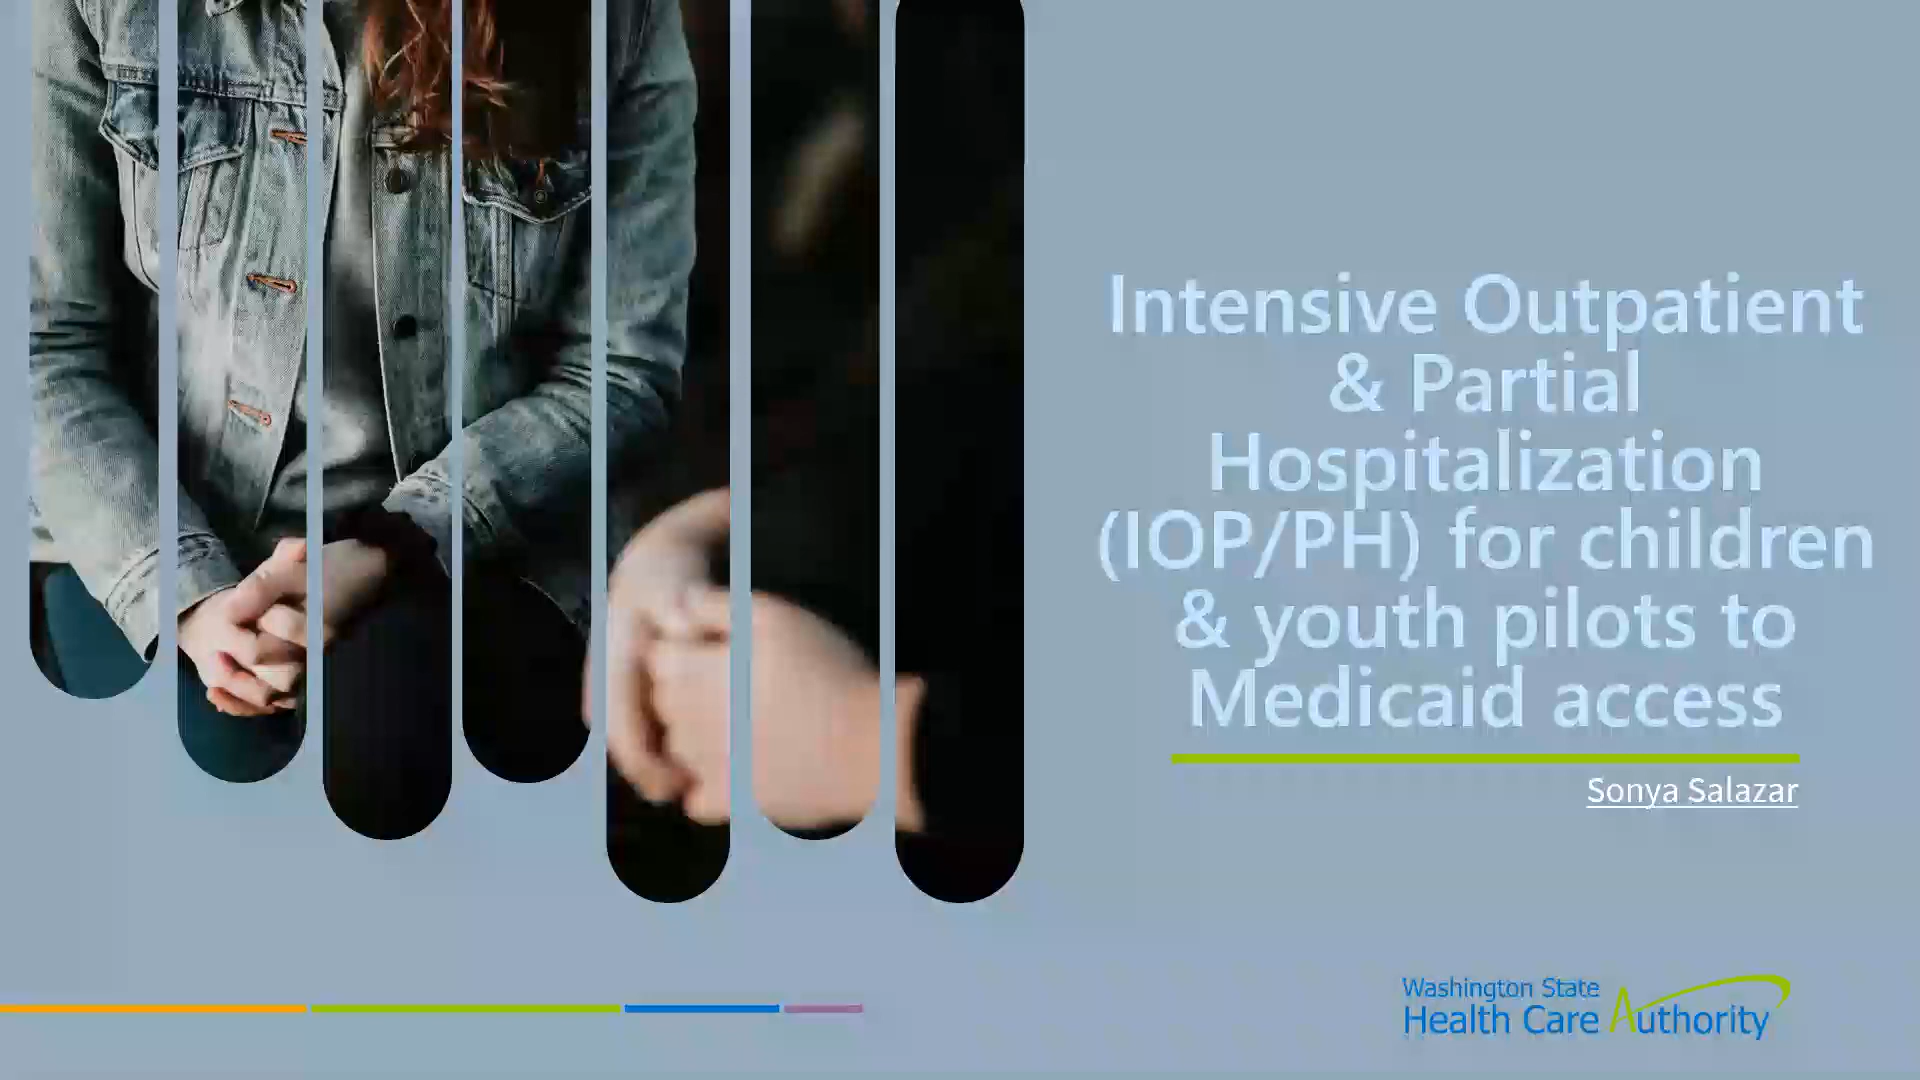 Intensive Outpatient
& Partial
Hospitalization
(IOP/PH) for children
& youth pilots to
Medicaid access
Sonya Salazar
Washington State
Health Care Authority